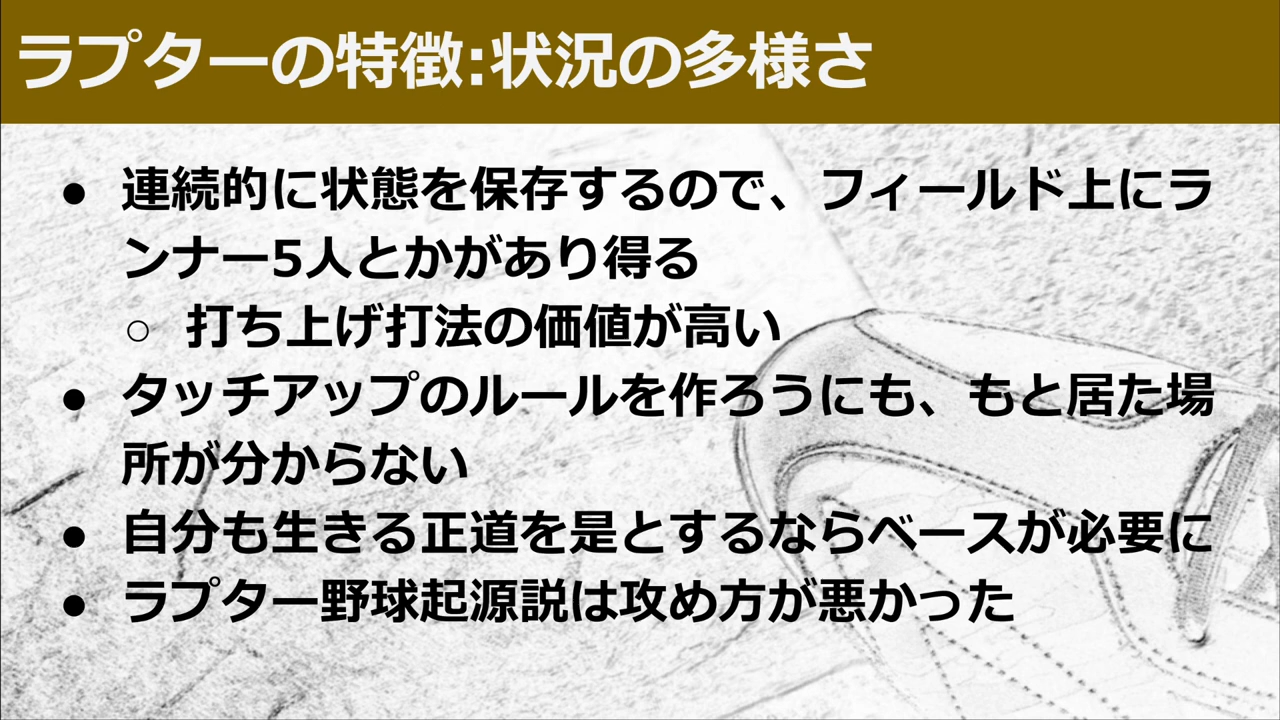 ラプターの特徴:状況の多様さ
● 連続的に状態を保存するので、フィールド上にラ
ンナー5人とかがあり得る
○ 打ち上げ打法の価値が高い
● タッチアップのルールを作ろうにも、もと居た場
所が分からない
● 自分も生きる正道を是とするならベースが必要に
● ラプター野球起源説は攻め方が悪かった